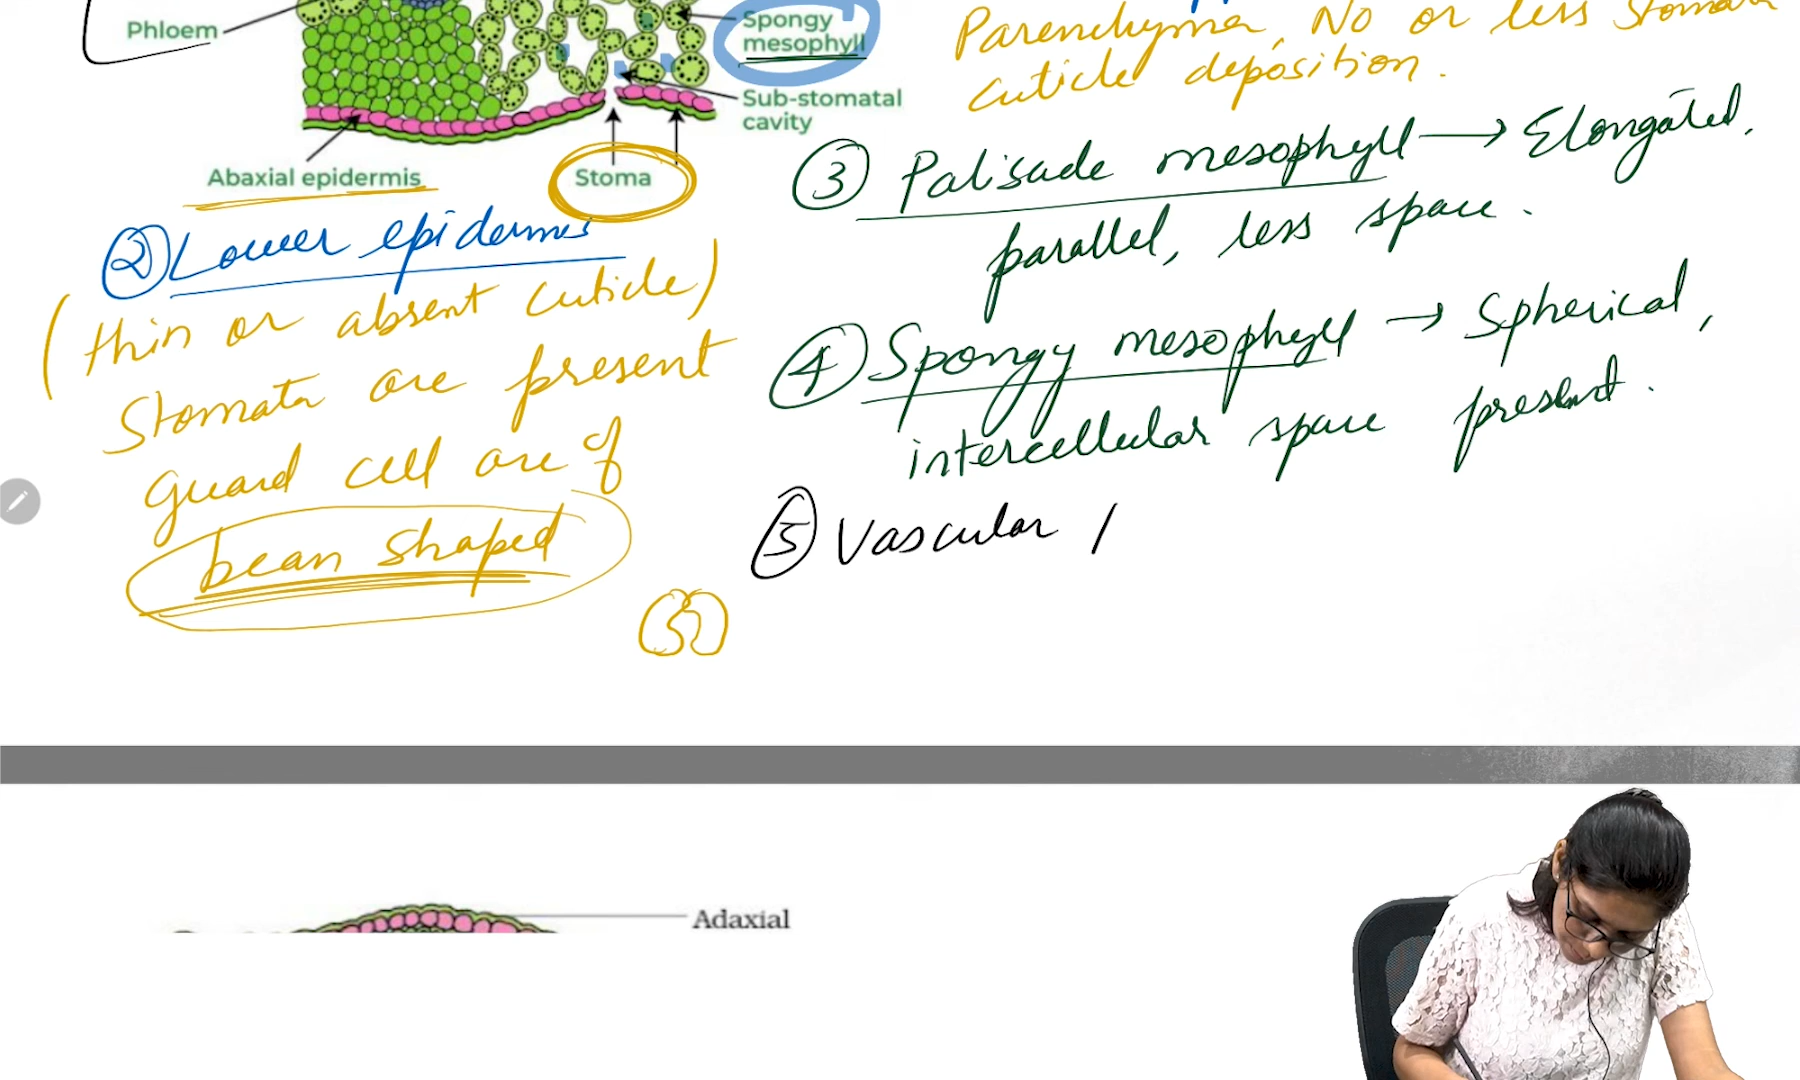 Phloem
Spongy
mesophyll
Sub-stomatal
cavity
Abaxial epidermis
Stoma
② Lower epidermis
(thin or absent cuticle)
Stomata are present
guard cell are of
bean shaped
Parenchyma, No or less stomata
cuticle deposition.
③ Palisade mesophyll → Elongated,
parallel, less space.
④ Spongy mesophyll → Spherical,
intercellular space present.
⑤ Vascular
Adaxial